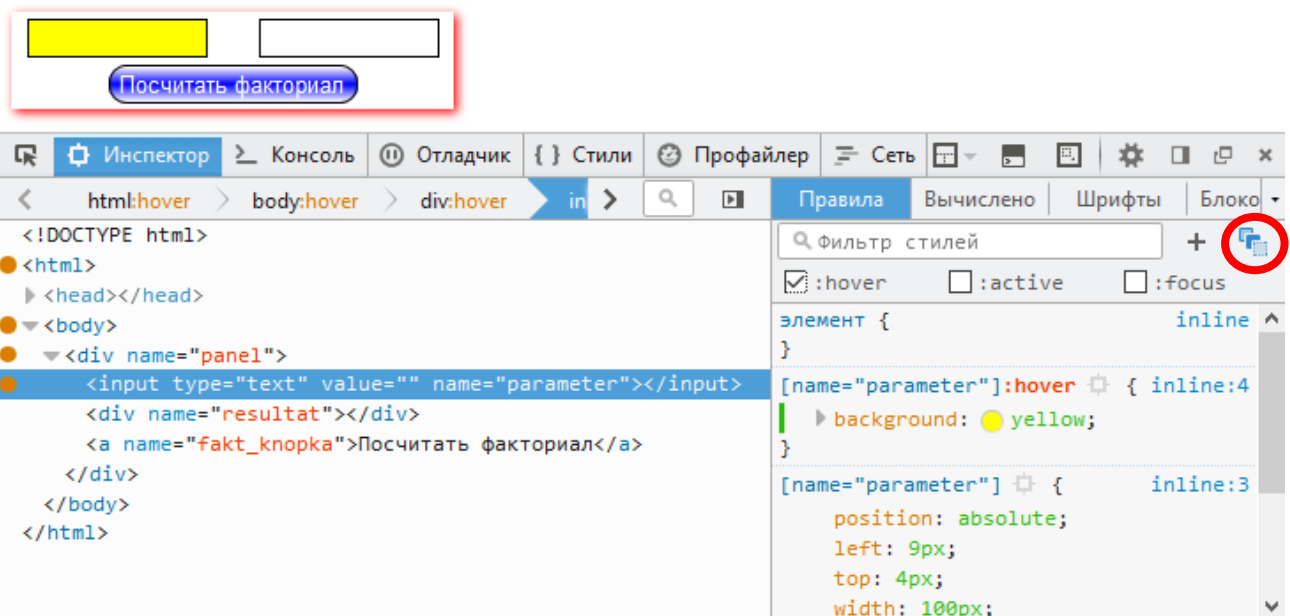 Посчитать факториал
Инспектор Консоль Отладчик { } Стили Профайлер Сеть
html:hover body:hover div:hover in Правила Вычислено Шрифты Блоко
<!DOCTYPE html>
<html>
<head></head>
<body>
<div name="panel">
<input type="text" value="" name="parameter"></input>
<div name="resultat"></div>
<a name="fakt_knopka">Посчитать факториал</a>
</div>
</body>
</html>
Фильтр стилей +
:hover :active :focus
элемент { inline
}
[name="parameter"]:hover { inline:4
background: yellow;
}
[name="parameter"] { inline:3
position: absolute;
left: 9px;
top: 4px;
width: 100px;